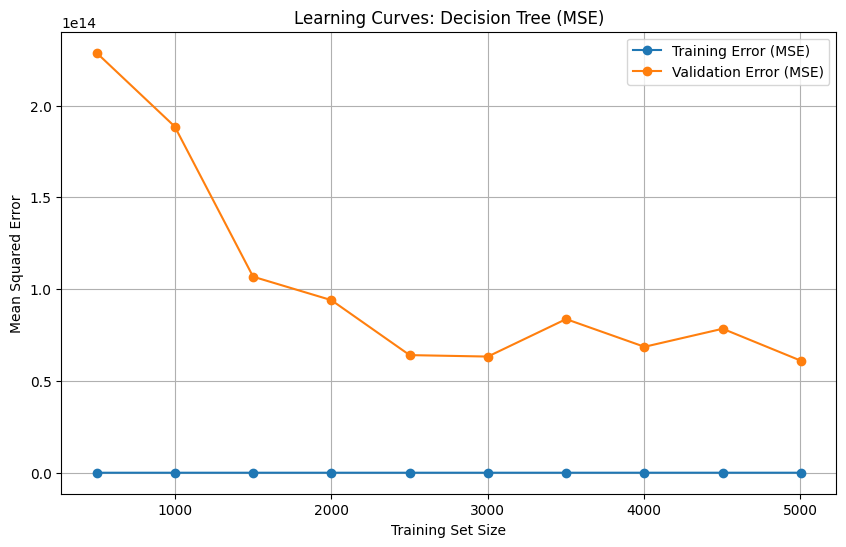 Learning Curves: Decision Tree (MSE)
1e14
Training Error (MSE)
Validation Error (MSE)
Mean Squared Error
2.0
1.5
1.0
0.5
0.0
1000 2000 3000 4000 5000
Training Set Size